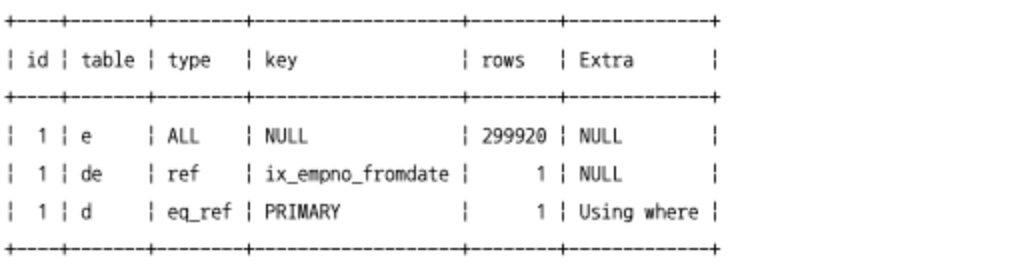 +----+-------+--------+-------------------+--------+-------------+
| id | table | type   | key               | rows   | Extra       |
+----+-------+--------+-------------------+--------+-------------+
|  1 | e     | ALL    | NULL              | 299920 | NULL        |
|  1 | de    | ref    | ix_empno_fromdate |      1 | NULL        |
|  1 | d     | eq_ref | PRIMARY           |      1 | Using where |
+----+-------+--------+-------------------+--------+-------------+